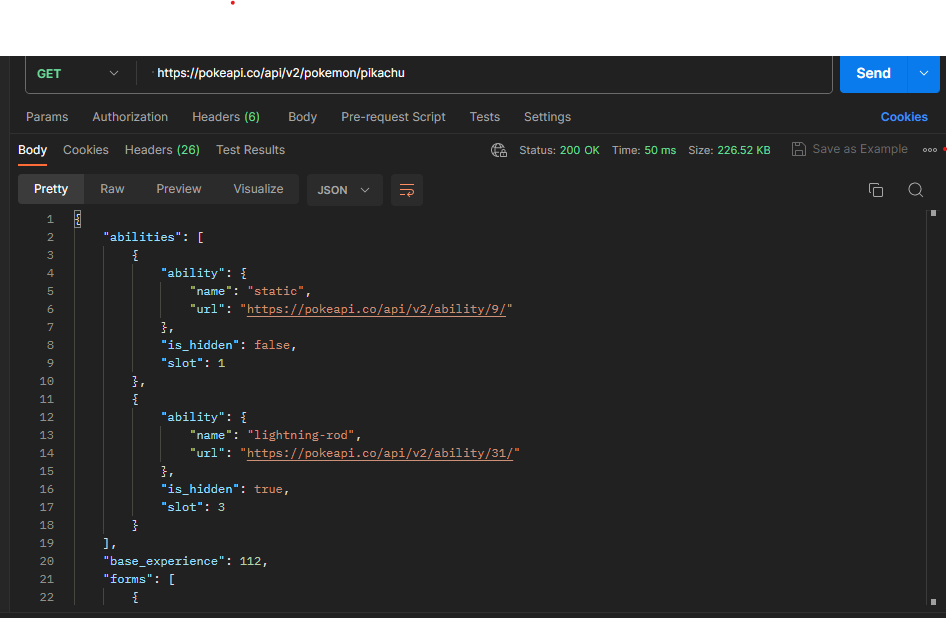 GET https://pokeapi.co/api/v2/pokemon/pikachu Send
Params Authorization Headers (6) Body Pre-request Script Tests Settings Cookies
Body Cookies Headers (26) Test Results Status: 200 OK Time: 50 ms Size: 226.52 KB Save as Example
Pretty Raw Preview Visualize JSON
1 {
2 "abilities": [
3 {
4 "ability": {
5 "name": "static",
6 "url": "https://pokeapi.co/api/v2/ability/9/"
7 },
8 "is_hidden": false,
9 "slot": 1
10 },
11 {
12 "ability": {
13 "name": "lightning-rod",
14 "url": "https://pokeapi.co/api/v2/ability/31/"
15 },
16 "is_hidden": true,
17 "slot": 3
18 }
19 ],
20 "base_experience": 112,
21 "forms": [
22 {